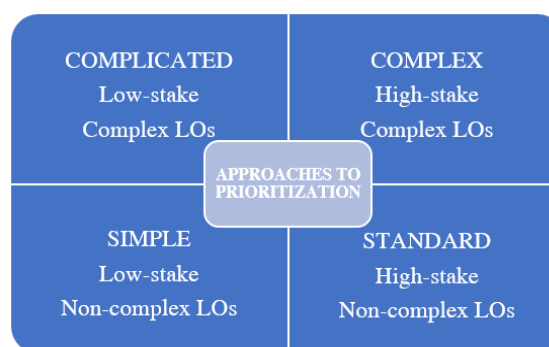 COMPLICATED
Low-stake
Complex LOs
COMPLEX
High-stake
Complex LOs
APPROACHES TO
PRIORITIZATION
SIMPLE
Low-stake
Non-complex LOs
STANDARD
High-stake
Non-complex LOs